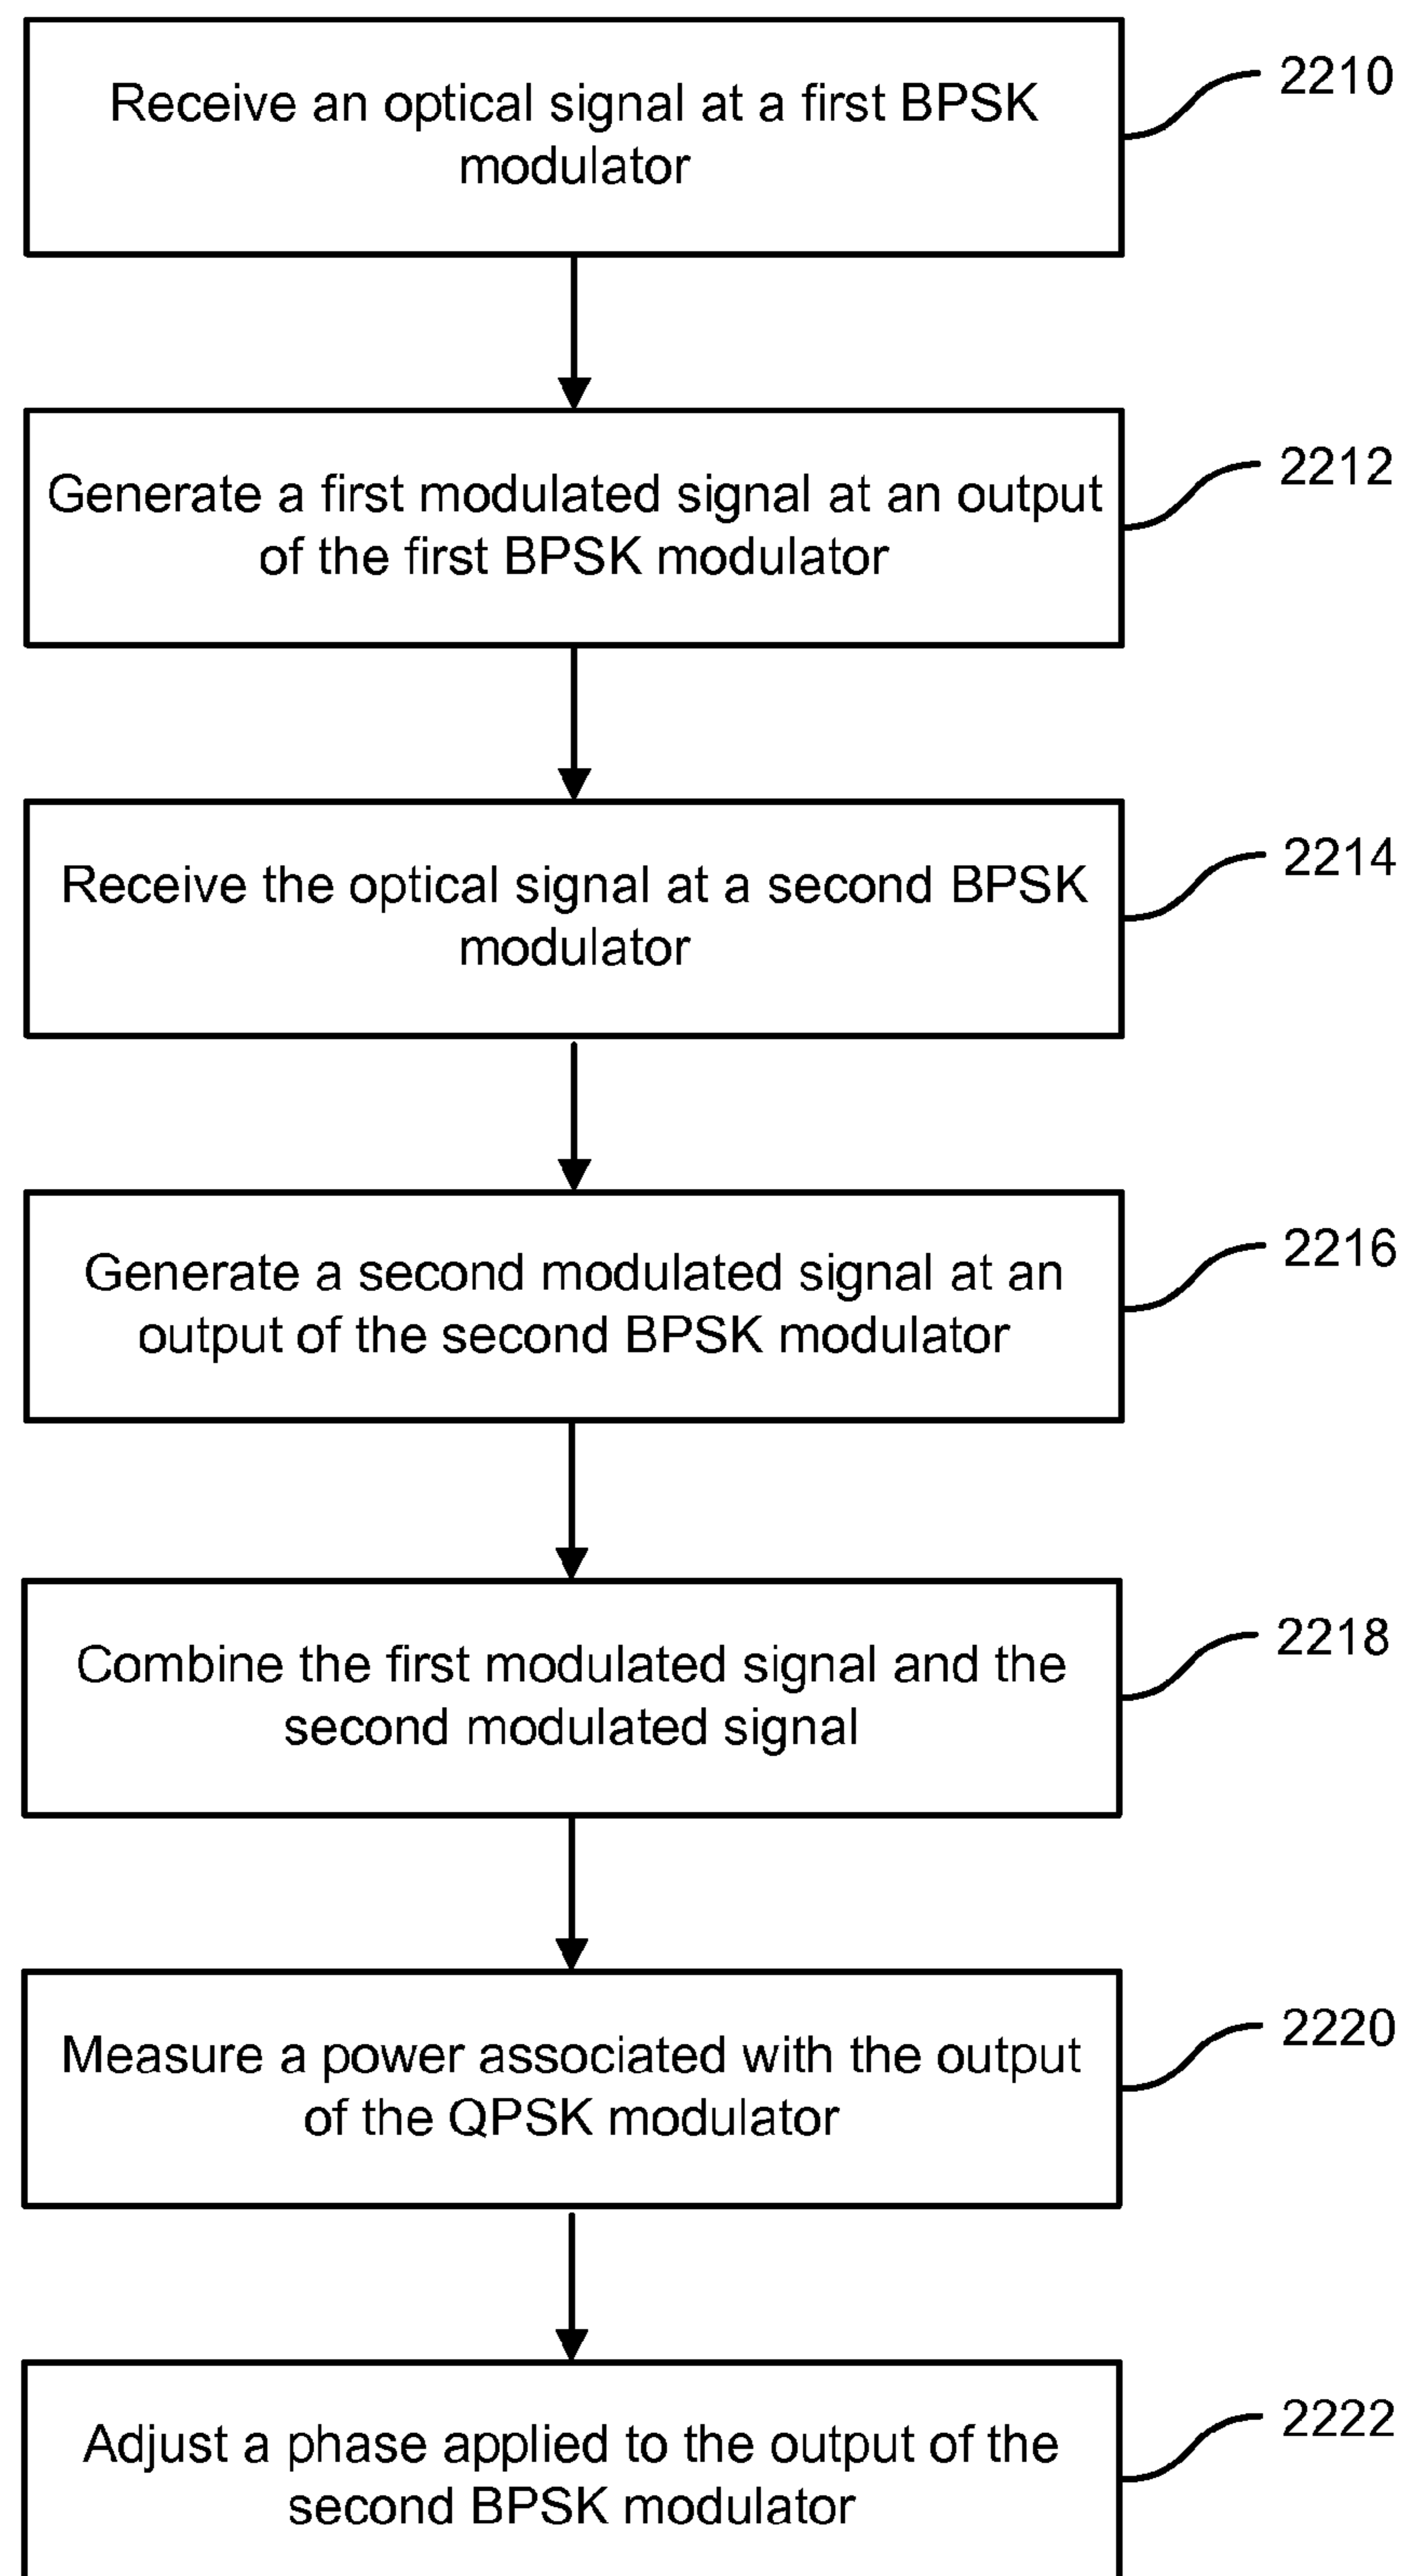 Receive an optical signal at a first BPSK
modulator
2210
Generate a first modulated signal at an output
of the first BPSK modulator
2212
Receive the optical signal at a second BPSK
modulator
2214
Generate a second modulated signal at an
output of the second BPSK modulator
2216
Combine the first modulated signal and the
second modulated signal
2218
Measure a power associated with the output
of the QPSK modulator
2220
Adjust a phase applied to the output of the
second BPSK modulator
2222